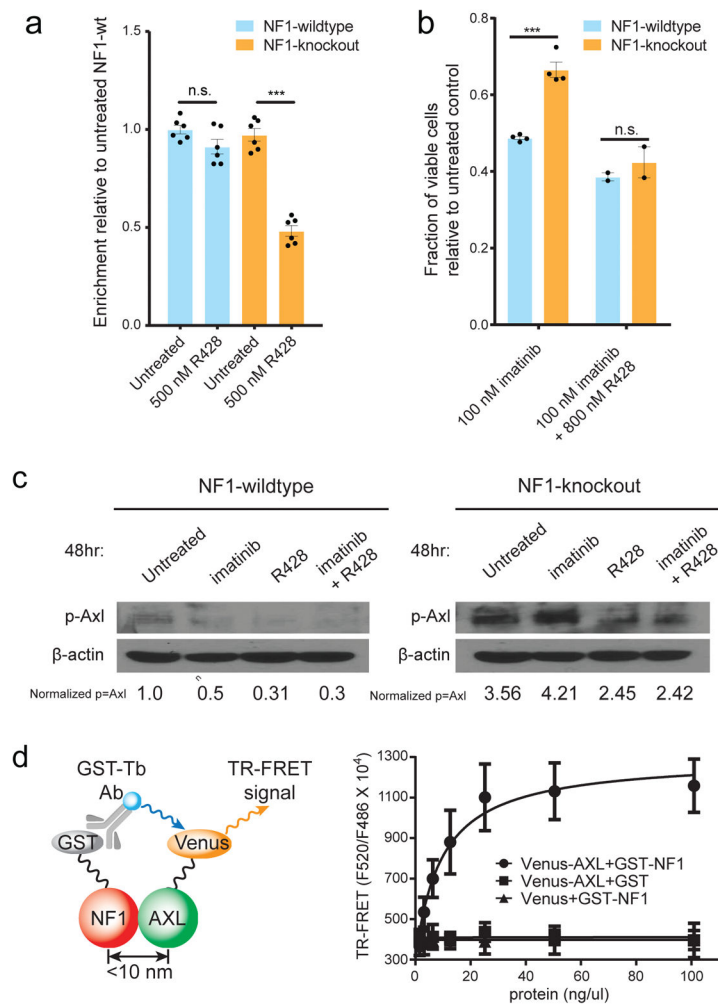 a
NF1-wildtype
NF1-knockout
Enrichment relative to untreated NF1-wt
1.5
1.0
0.5
0.0
n.s.
***
Untreated
500 nM R428
Untreated
500 nM R428
b
NF1-wildtype
NF1-knockout
Fraction of viable cells
relative to untreated control
0.8
0.6
0.4
0.2
0.0
***
n.s.
100 nM imatinib
100 nM imatinib
+ 800 nM R428
c
NF1-wildtype
NF1-knockout
48hr:
Untreated
imatinib
R428
imatinib
+ R428
48hr:
Untreated
imatinib
R428
imatinib
+ R428
p-Axl
p-Axl
β-actin
β-actin
n
Normalized p=Axl 1.0 0.5 0.31 0.3
Normalized p=Axl 3.56 4.21 2.45 2.42
d
GST-Tb
Ab
TR-FRET
signal
GST
Venus
NF1
AXL
<10 nm
TR-FRET (F520/F486 X 10⁴)
1300
1100
900
700
500
300
Venus-AXL+GST-NF1
Venus-AXL+GST
Venus+GST-NF1
0 20 40 60 80 100
protein (ng/ul)